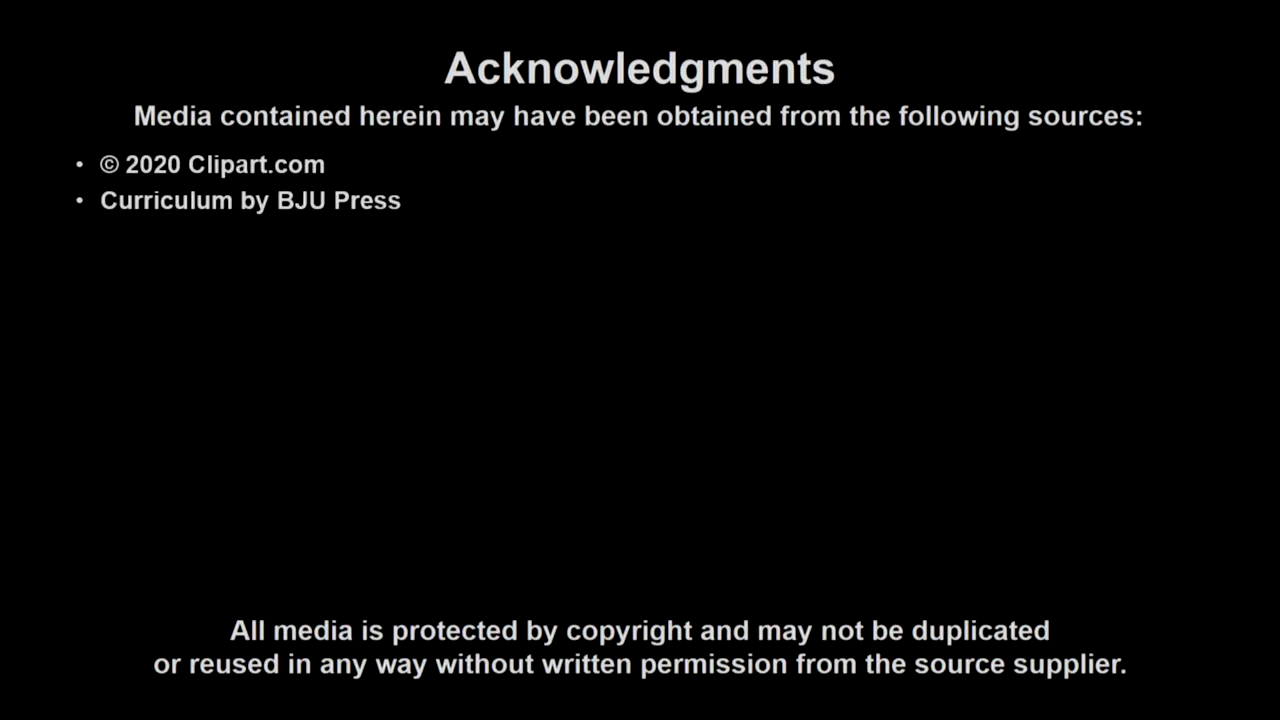 Acknowledgments
Media contained herein may have been obtained from the following sources:
• © 2020 Clipart.com
• Curriculum by BJU Press
All media is protected by copyright and may not be duplicated
or reused in any way without written permission from the source supplier.